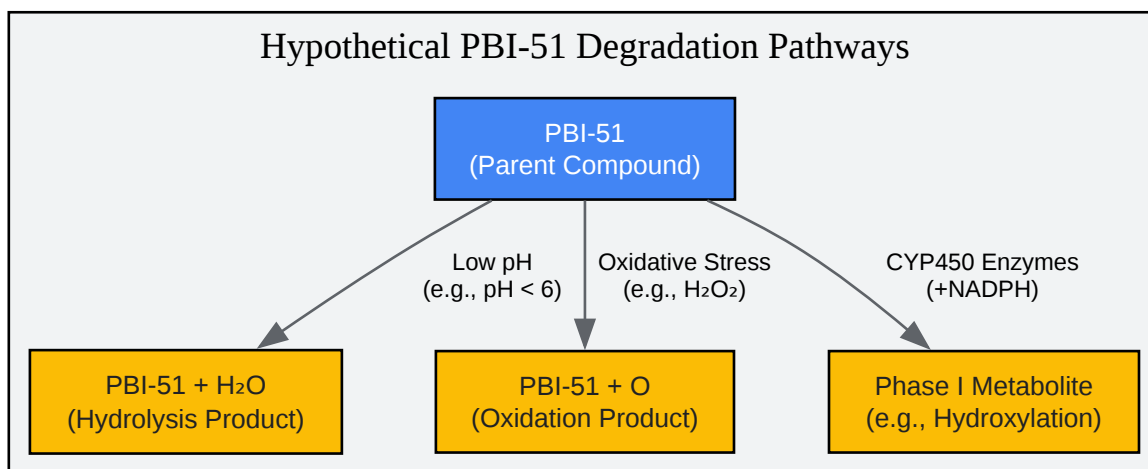 Hypothetical PBI-51 Degradation Pathways
PBI-51
(Parent Compound)
Low pH
(e.g., pH < 6)
Oxidative Stress
(e.g., H₂O₂)
CYP450 Enzymes
(+NADPH)
PBI-51 + H₂O
(Hydrolysis Product)
PBI-51 + O
(Oxidation Product)
Phase I Metabolite
(e.g., Hydroxylation)